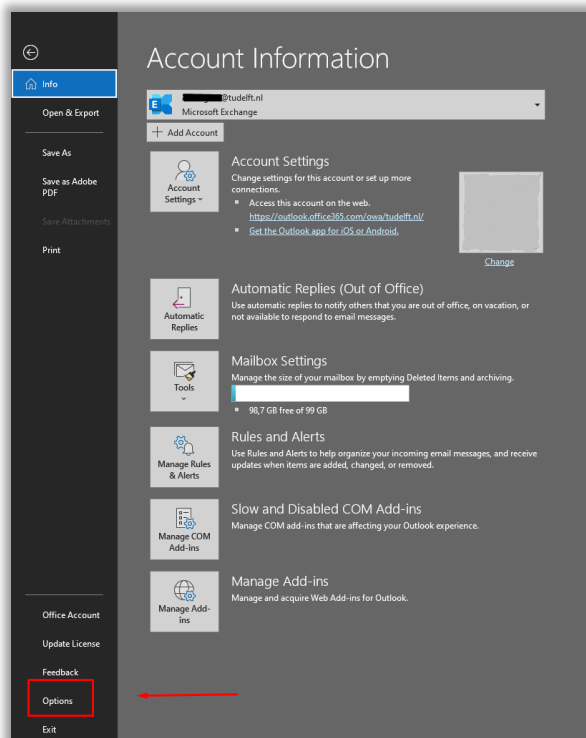 Account Information
Info
Open & Export
Save As
Save as Adobe
PDF
Save Attachments
Print
Office Account
Update License
Feedback
Options
Exit
E
@tudelft.nl
Microsoft Exchange
+ Add Account
Account
Settings
Account Settings
Change settings for this account or set up more
connections.
Access this account on the web.
https://outlook.office365.com/owa/tudelft.nl/
Get the Outlook app for iOS or Android.
Change
Automatic
Replies
Automatic Replies (Out of Office)
Use automatic replies to notify others that you are out of office, on vacation, or
not available to respond to email messages.
Tools
Mailbox Settings
Manage the size of your mailbox by emptying Deleted Items and archiving.
98,7 GB free of 99 GB
Manage Rules
& Alerts
Rules and Alerts
Use Rules and Alerts to help organize your incoming email messages, and receive
updates when items are added, changed, or removed.
Manage COM
Add-ins
Slow and Disabled COM Add-ins
Manage COM add-ins that are affecting your Outlook experience.
Manage Add-
ins
Manage Add-ins
Manage and acquire Web Add-ins for Outlook.